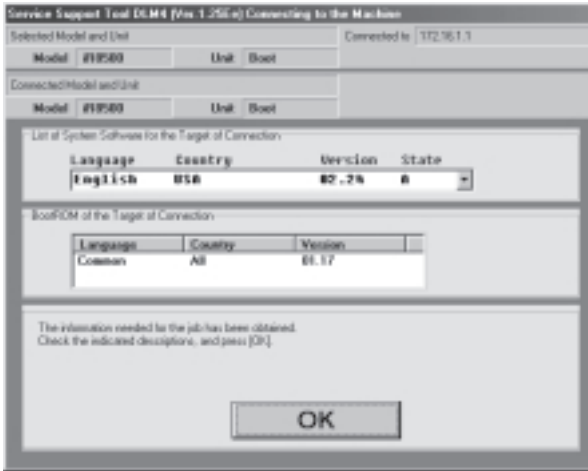 Service Support Tool DLM4 (Ver. 1.25Ee) Connecting to the Machine
Selected Model and Unit Connected to 172.16.1.1
Model Unit Boot
Connected Model and Unit
Model Unit Boot
List of System Software for the Target of Connection
Language Country Version State
English USA 02.2% A
BootROM of the Target of Connection
Language Country Version
Common All 01.17
The information needed for the job has been obtained.
Check the indicated descriptions, and press [OK].
OK